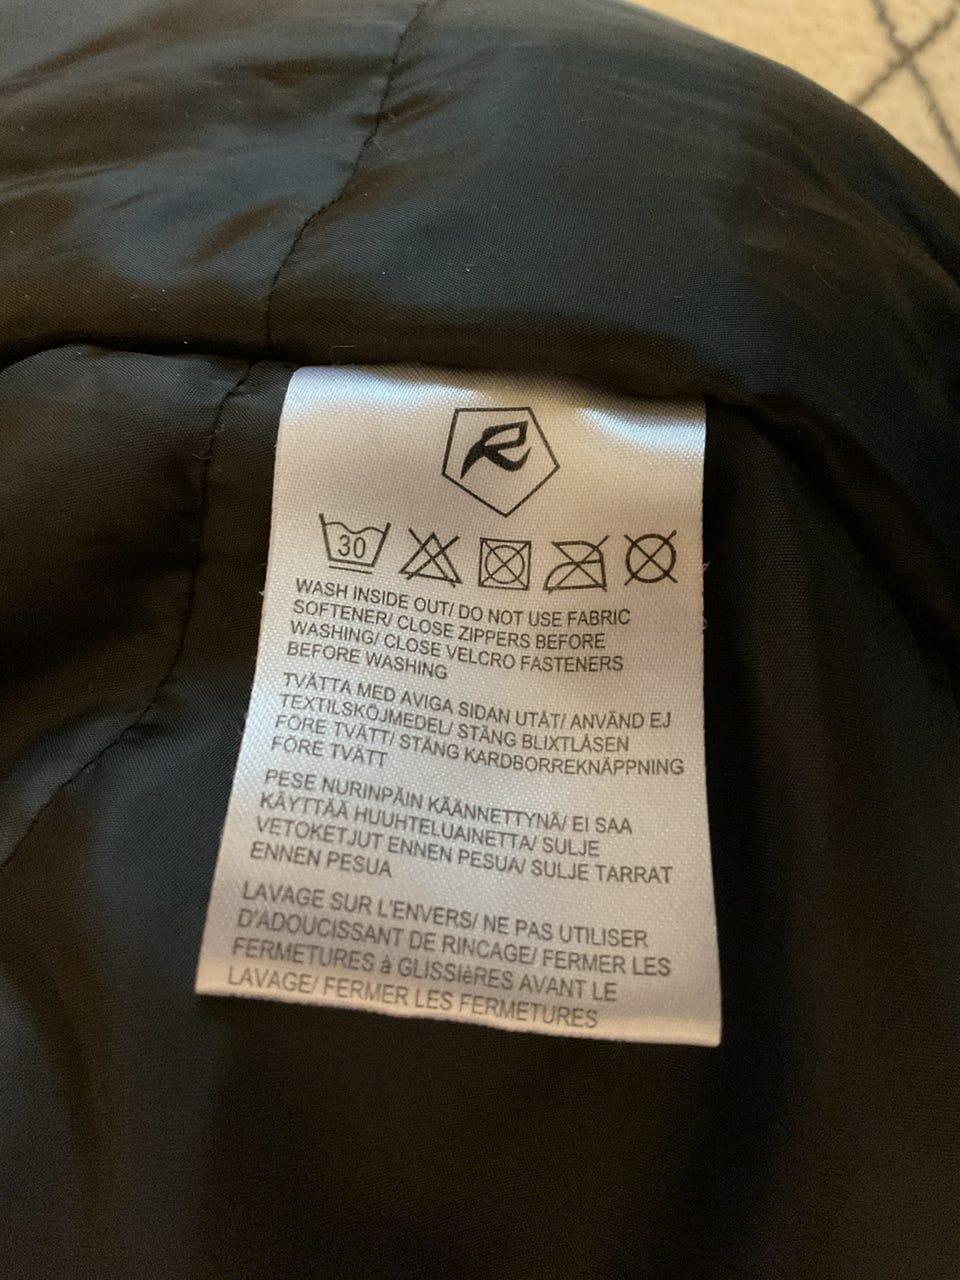 R
30
WASH INSIDE OUT/ DO NOT USE FABRIC
SOFTENER/ CLOSE ZIPPERS BEFORE
WASHING/ CLOSE VELCRO FASTENERS
BEFORE WASHING
TVÄTTA MED AVIGA SIDAN UTÅT/ ANVÄND EJ
TEXTILSKÖJMEDEL/ STÄNG BLIXTLÅSEN
FÖRE TVÄTT/ STÄNG KARDBORREKNÄPPNING
FÖRE TVÄTT
PESE NURINPÄIN KÄÄNNETTYNÄ/ EI SAA
KÄYTTÄÄ HUUHTELUAINETTA/ SULJE
VETOKETJUT ENNEN PESUA/ SULJE TARRAT
ENNEN PESUA
LAVAGE SUR L'ENVERS/ NE PAS UTILISER
D'ADOUCISSANT DE RINCAGE/ FERMER LES
FERMETURES à GLISSIèRES AVANT LE
LAVAGE/ FERMER LES FERMETURES